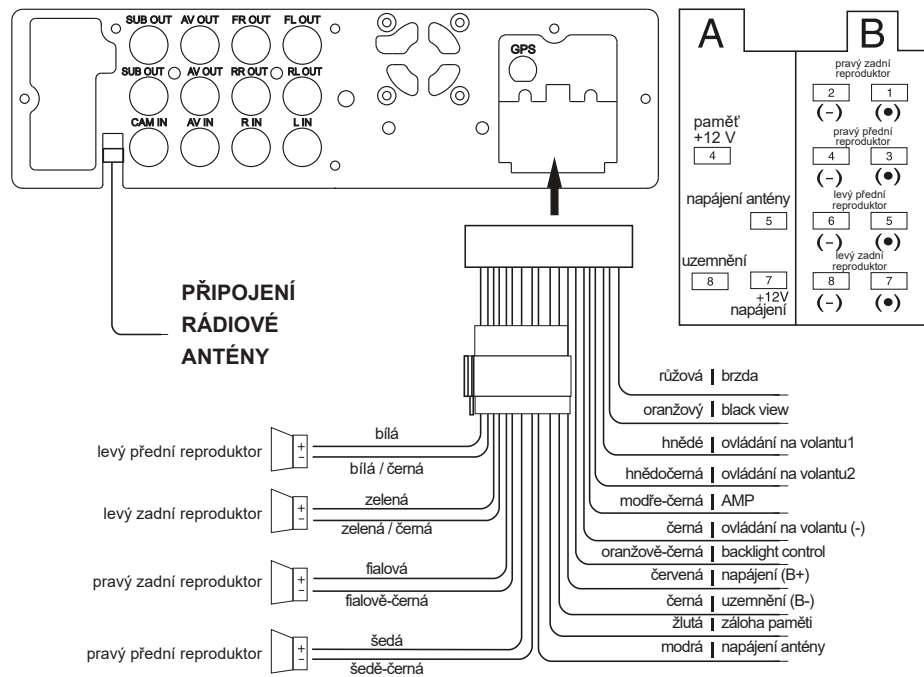 SUB OUT AV OUT FR OUT FL OUT
SUB OUT AV OUT RR OUT RL OUT
CAM IN AV IN R IN L IN
GPS
PŘIPOJENÍ
RÁDIOVÉ
ANTÉNY
A
paměť
+12 V
4
napájení antény
5
uzemnění
8 7
+12V
napájení
B
pravý zadní
reproduktor
2 1
(-) (●)
pravý přední
reproduktor
4 3
(-) (●)
levý přední
reproduktor
6 5
(-) (●)
levý zadní
reproduktor
8 7
(-) (●)
levý přední reproduktor
+
−
bílá
bílá / černá
levý zadní reproduktor
+
−
zelená
zelená / černá
pravý zadní reproduktor
+
−
fialová
fialově-černá
pravý přední reproduktor
+
−
šedá
šedě-černá
růžová | brzda
oranžový | black view
hnědé | ovládání na volantu1
hnědočerná | ovládání na volantu2
modře-černá | AMP
černá | ovládání na volantu (-)
oranžově-černá | backlight control
červená | napájení (B+)
černá | uzemnění (B-)
žlutá | záloha paměti
modrá | napájení antény